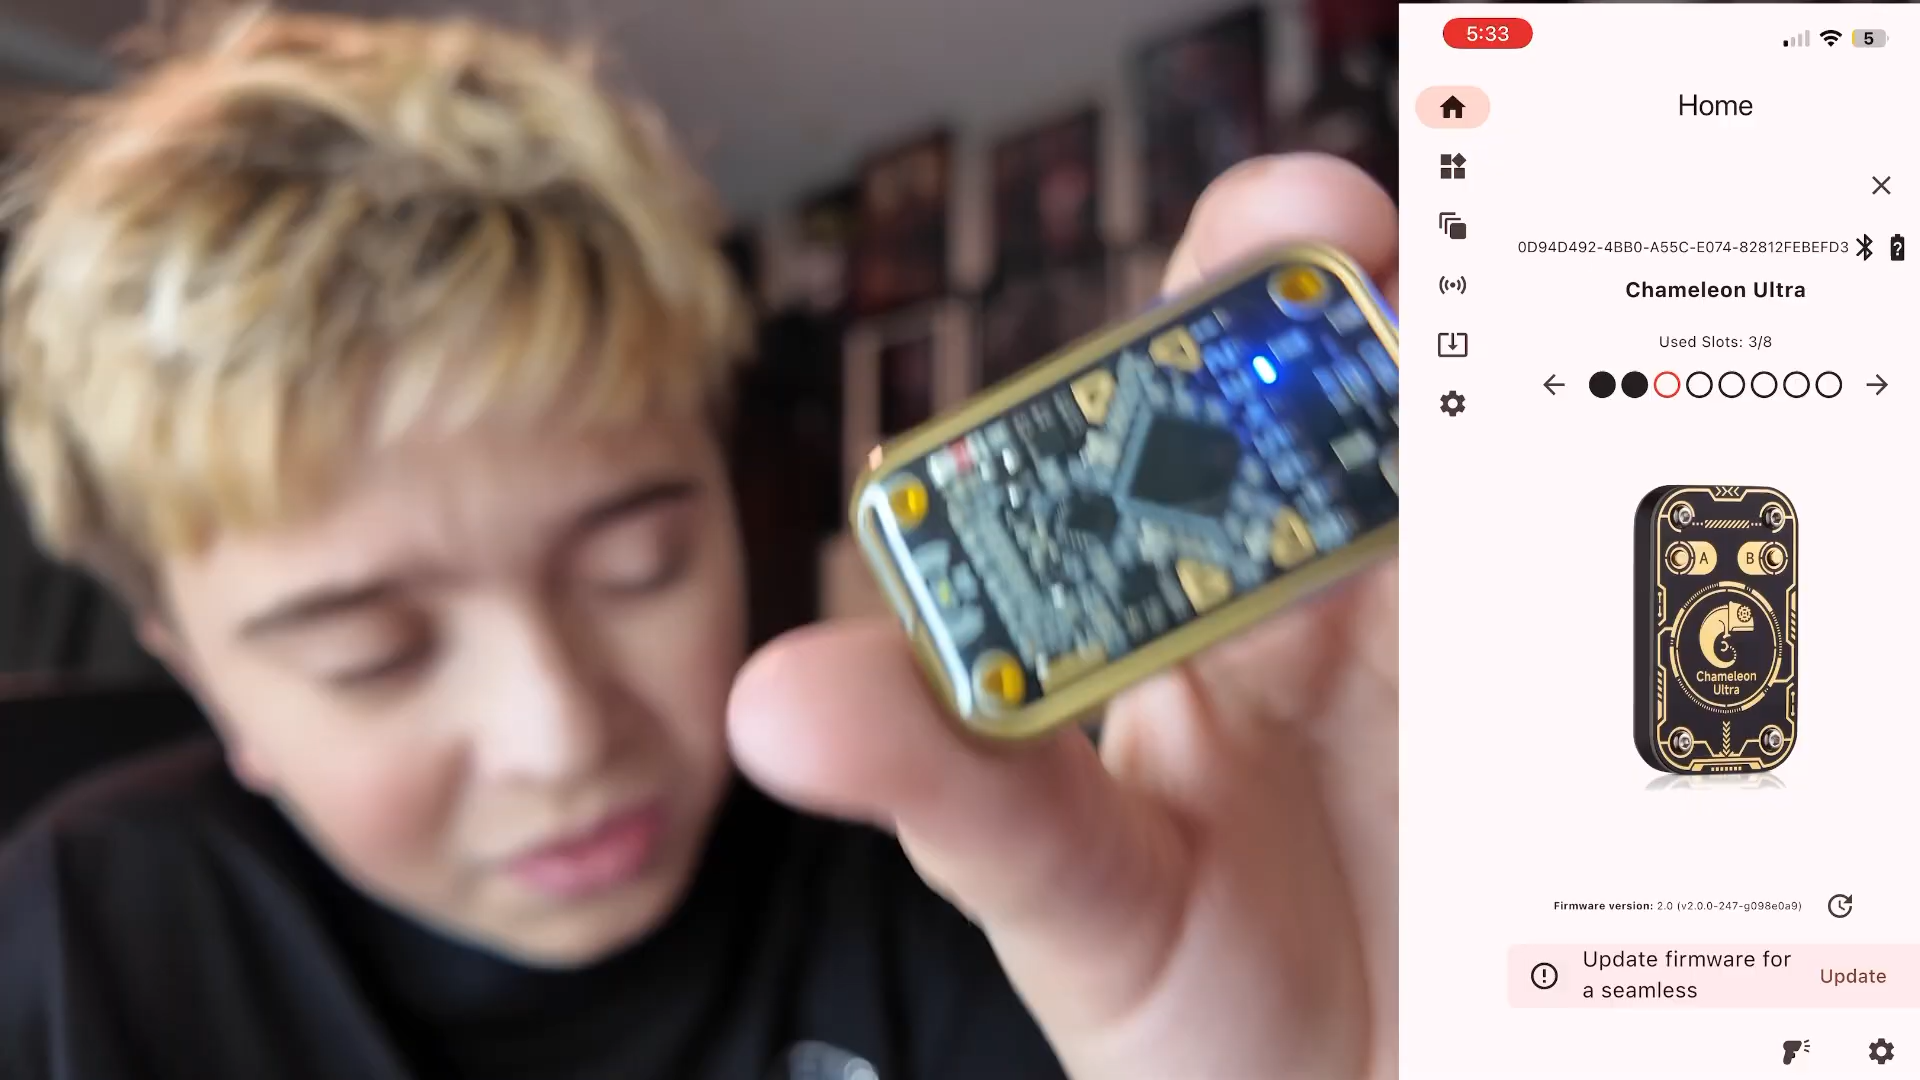 5:33
5
Home
0D94D492-4BB0-A55C-E074-82812FEBEFD3
Chameleon Ultra
Used Slots: 3/8
A B
Chameleon
Ultra
Firmware version: 2.0 (v2.0.0-247-g098e0a9)
Update firmware for
a seamless
Update